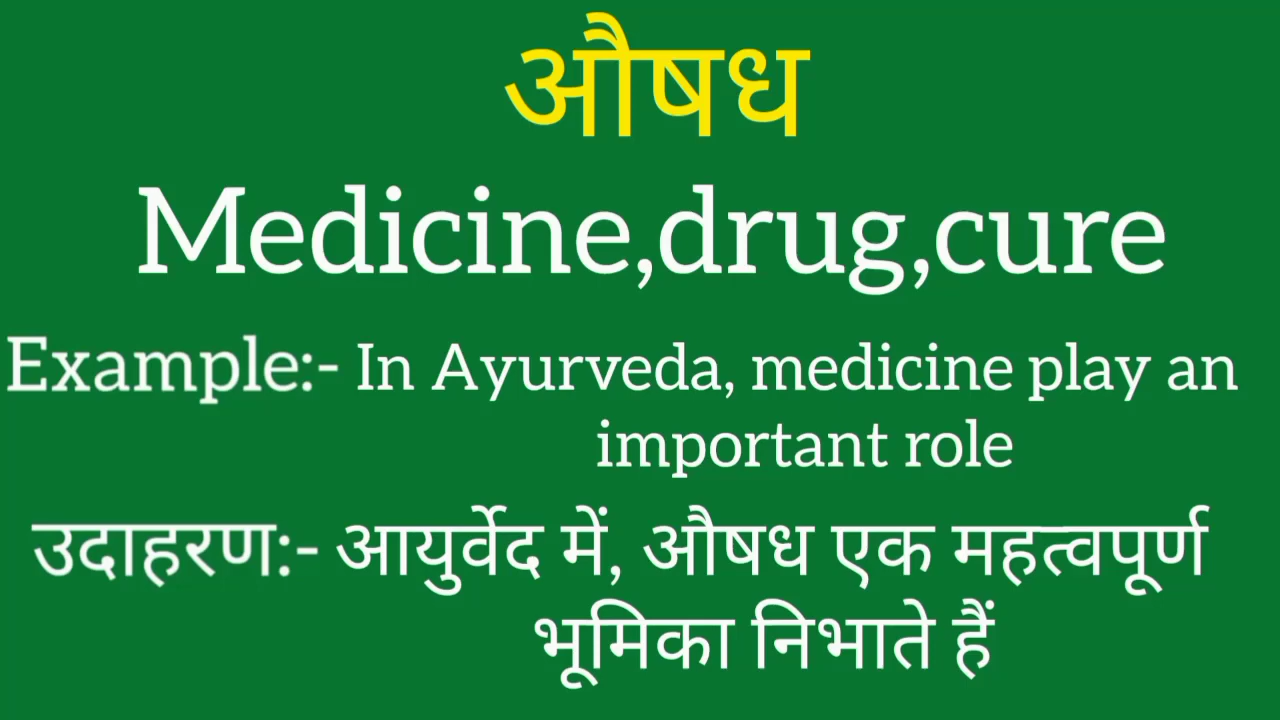 औषध
Medicine,drug,cure
Example:- In Ayurveda, medicine play an
important role
उदाहरण:- आयुर्वेद में, औषध एक महत्वपूर्ण
भूमिका निभाते हैं